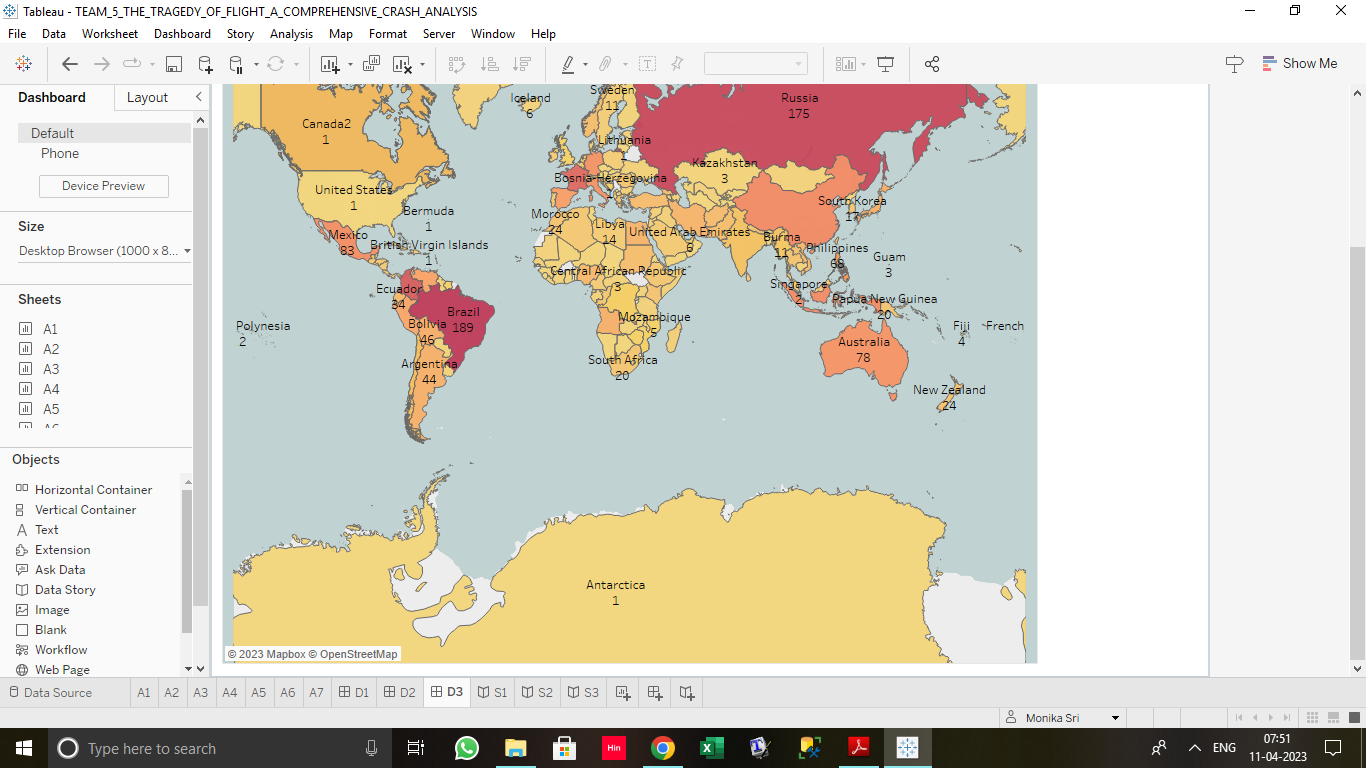 Tableau - TEAM_5_THE_TRAGEDY_OF_FLIGHT_A_COMPREHENSIVE_CRASH_ANALYSIS
File Data Worksheet Dashboard Story Analysis Map Format Server Window Help
Show Me
Dashboard Layout
Default
Phone
Device Preview
Size
Desktop Browser (1000 x 8...
Sheets
A1
A2
A3
A4
A5
Objects
Horizontal Container
Vertical Container
Text
Extension
Ask Data
Data Story
Image
Blank
Workflow
Web Page
Sweden
11
Iceland
6
Russia
175
Canada2
1
Lithuania
1
Kazakhstan
3
Bosnia-Herzegovina
1
United States
1
Bermuda
1
South Korea
17
Morocco
24
Libya
14
United Arab Emirates
6
Mexico
83
British Virgin Islands
1
Burma
11
Philippines
68
Guam
3
Central African Republic
3
Singapore
2
Ecuador
34
Papua New Guinea
20
Brazil
189
Mozambique
5
Polynesia
2
Bolivia
46
Fiji
4
French
Australia
78
Argentina
44
South Africa
20
New Zealand
24
Antarctica
1
© 2023 Mapbox © OpenStreetMap
Data Source A1 A2 A3 A4 A5 A6 A7 D1 D2 D3 S1 S2 S3
Monika Sri
Type here to search
Hin
ENG
07:51
11-04-2023